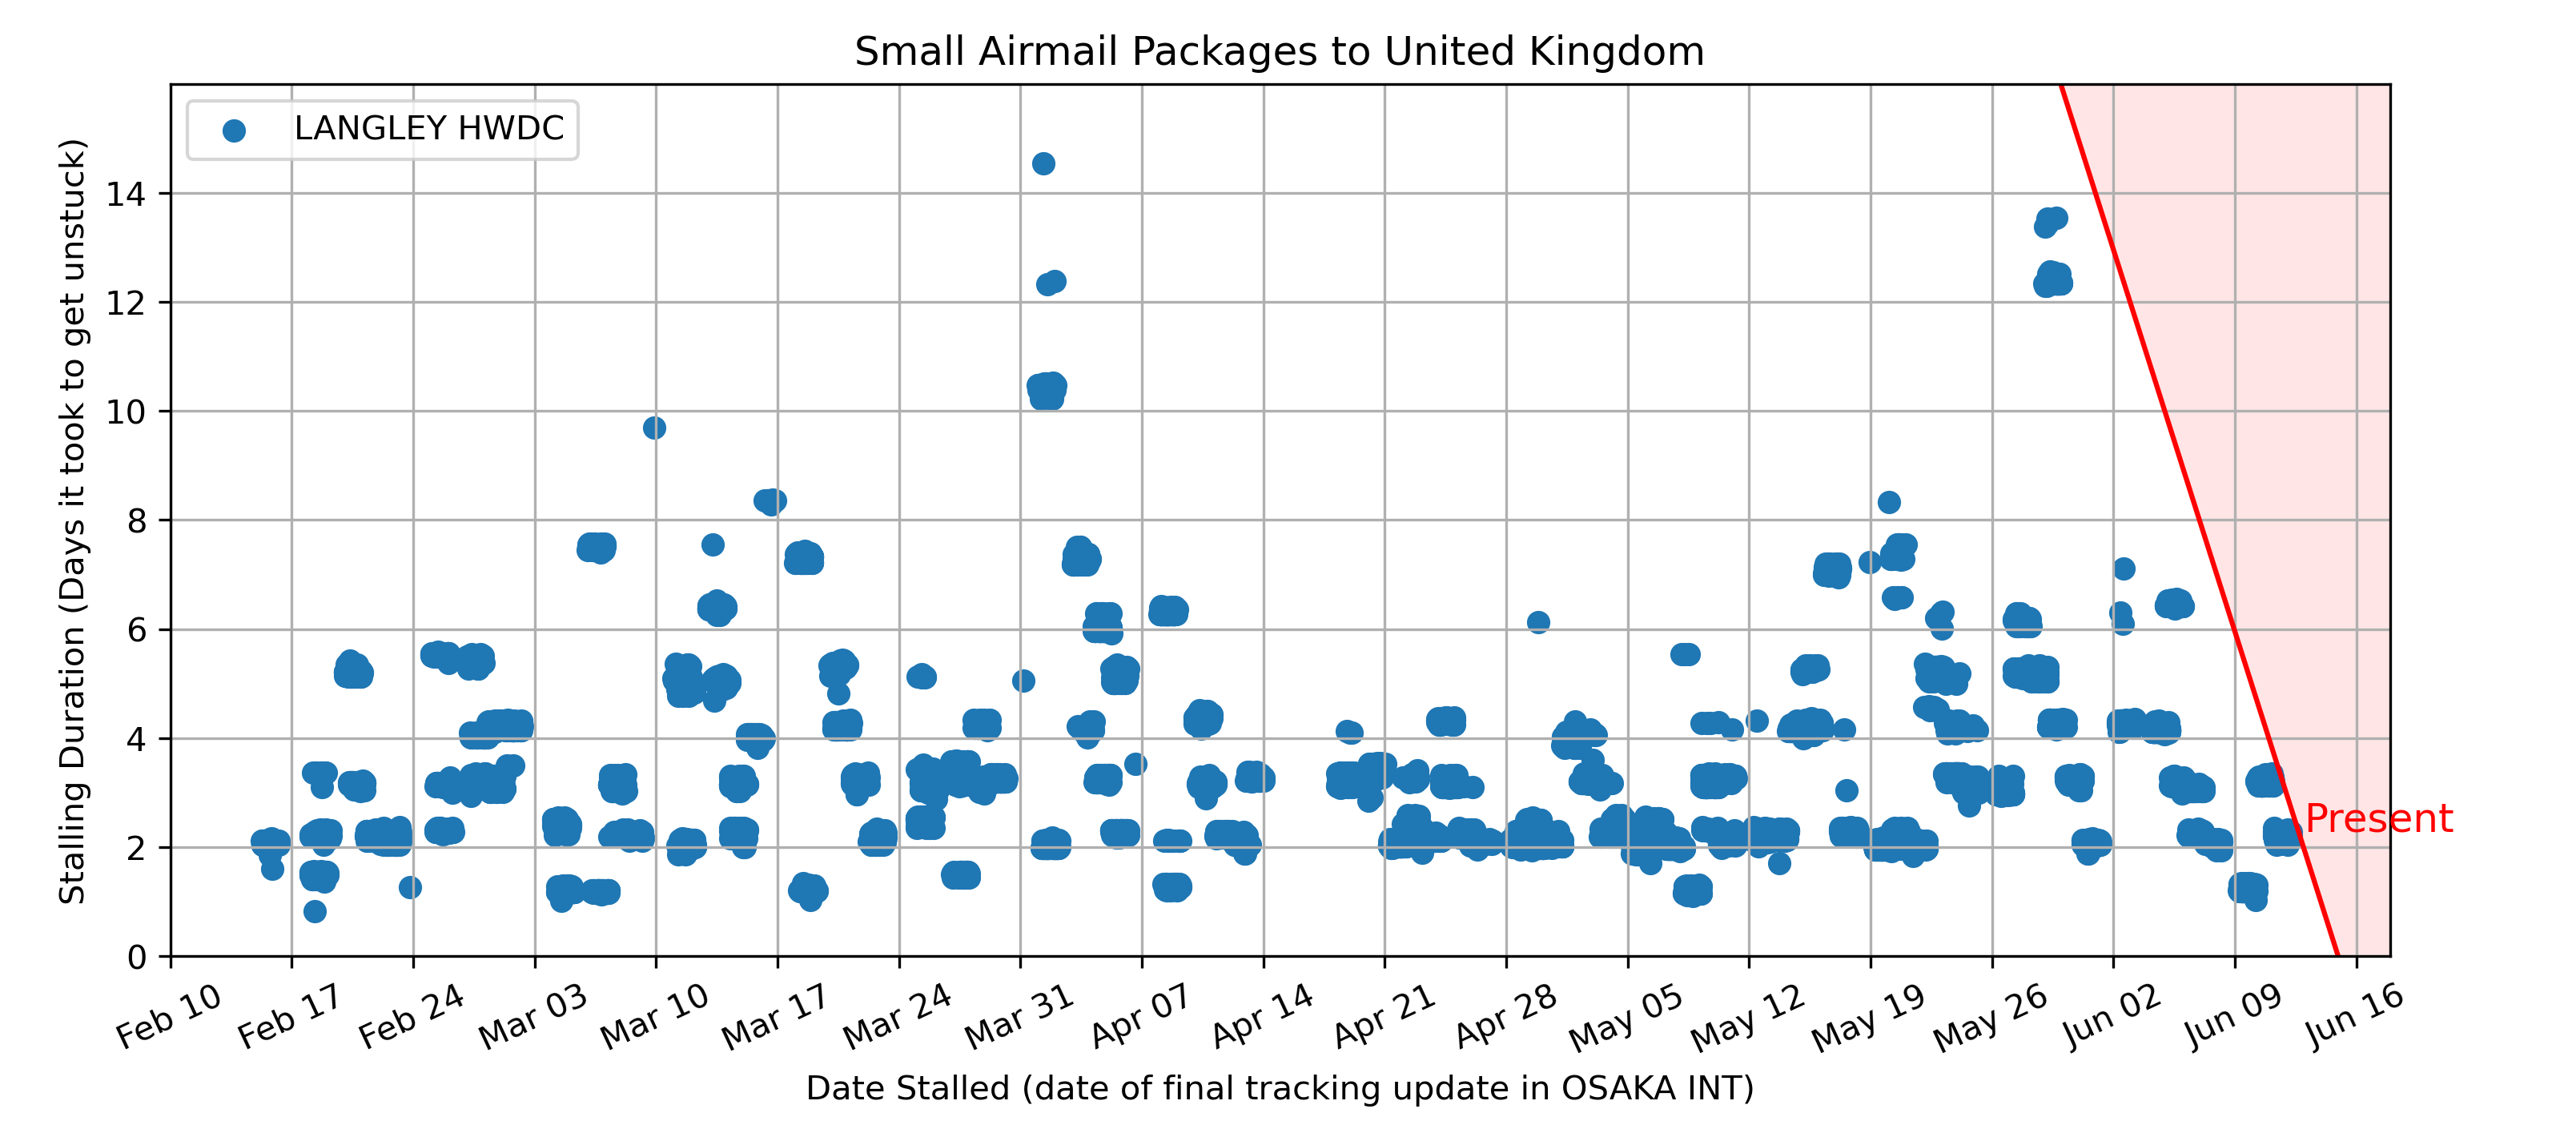 Small Airmail Packages to United Kingdom
LANGLEY HWDC
Stalling Duration (Days it took to get unstuck)
14
12
10
8
6
4
2
0
Present
Feb 10
Feb 17
Feb 24
Mar 03
Mar 10
Mar 17
Mar 24
Mar 31
Apr 07
Apr 14
Apr 21
Apr 28
May 05
May 12
May 19
May 26
Jun 02
Jun 09
Jun 16
Date Stalled (date of final tracking update in OSAKA INT)